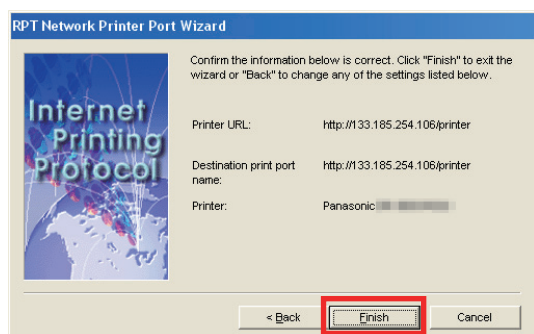 RPT Network Printer Port Wizard
Internet
Printing
Protocol
Confirm the information below is correct. Click "Finish" to exit the
wizard or "Back" to change any of the settings listed below.
Printer URL: http://133.185.254.106/printer
Destination print port http://133.185.254.106/printer
name:
Printer: Panasonic
< Back Finish Cancel